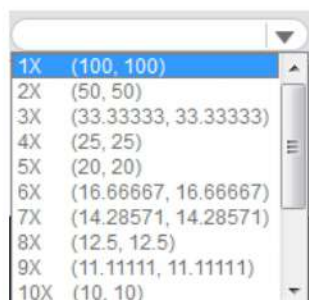 1X (100, 100)
2X (50, 50)
3X (33.33333, 33.33333)
4X (25, 25)
5X (20, 20)
6X (16.66667, 16.66667)
7X (14.28571, 14.28571)
8X (12.5, 12.5)
9X (11.11111, 11.11111)
10X (10, 10)